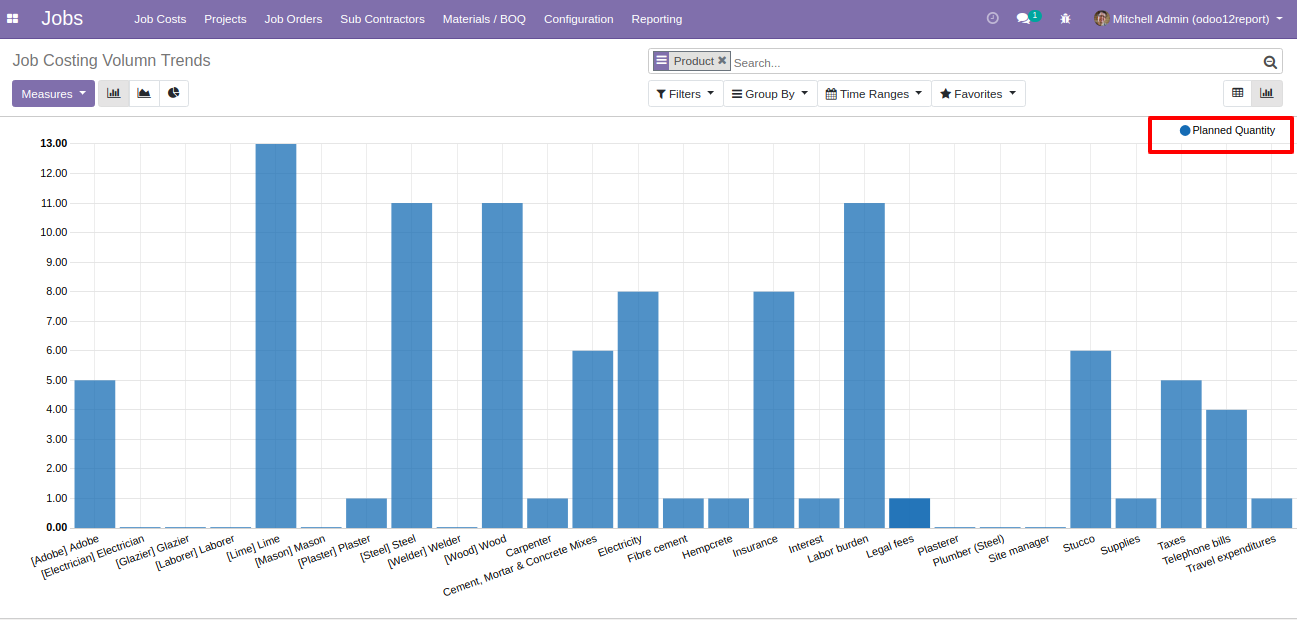 Jobs Job Costs Projects Job Orders Sub Contractors Materials / BOQ Configuration Reporting 1 Mitchell Admin (odoo12report)
Job Costing Volumn Trends
Product Search...
Measures Filters Group By Time Ranges Favorites
Planned Quantity
13.00
12.00
11.00
10.00
9.00
8.00
7.00
6.00
5.00
4.00
3.00
2.00
1.00
0.00
[Adobe] Adobe
[Electrician] Electrician
[Glazier] Glazier
[Laborer] Laborer
[Lime] Lime
[Mason] Mason
[Plaster] Plaster
[Steel] Steel
[Welder] Welder
[Wood] Wood
Carpenter
Cement, Mortar & Concrete Mixes
Electricity
Fibre cement
Hempcrete
Insurance
Interest
Labor burden
Legal fees
Plasterer
Plumber (Steel)
Site manager
Stucco
Supplies
Taxes
Telephone bills
Travel expenditures